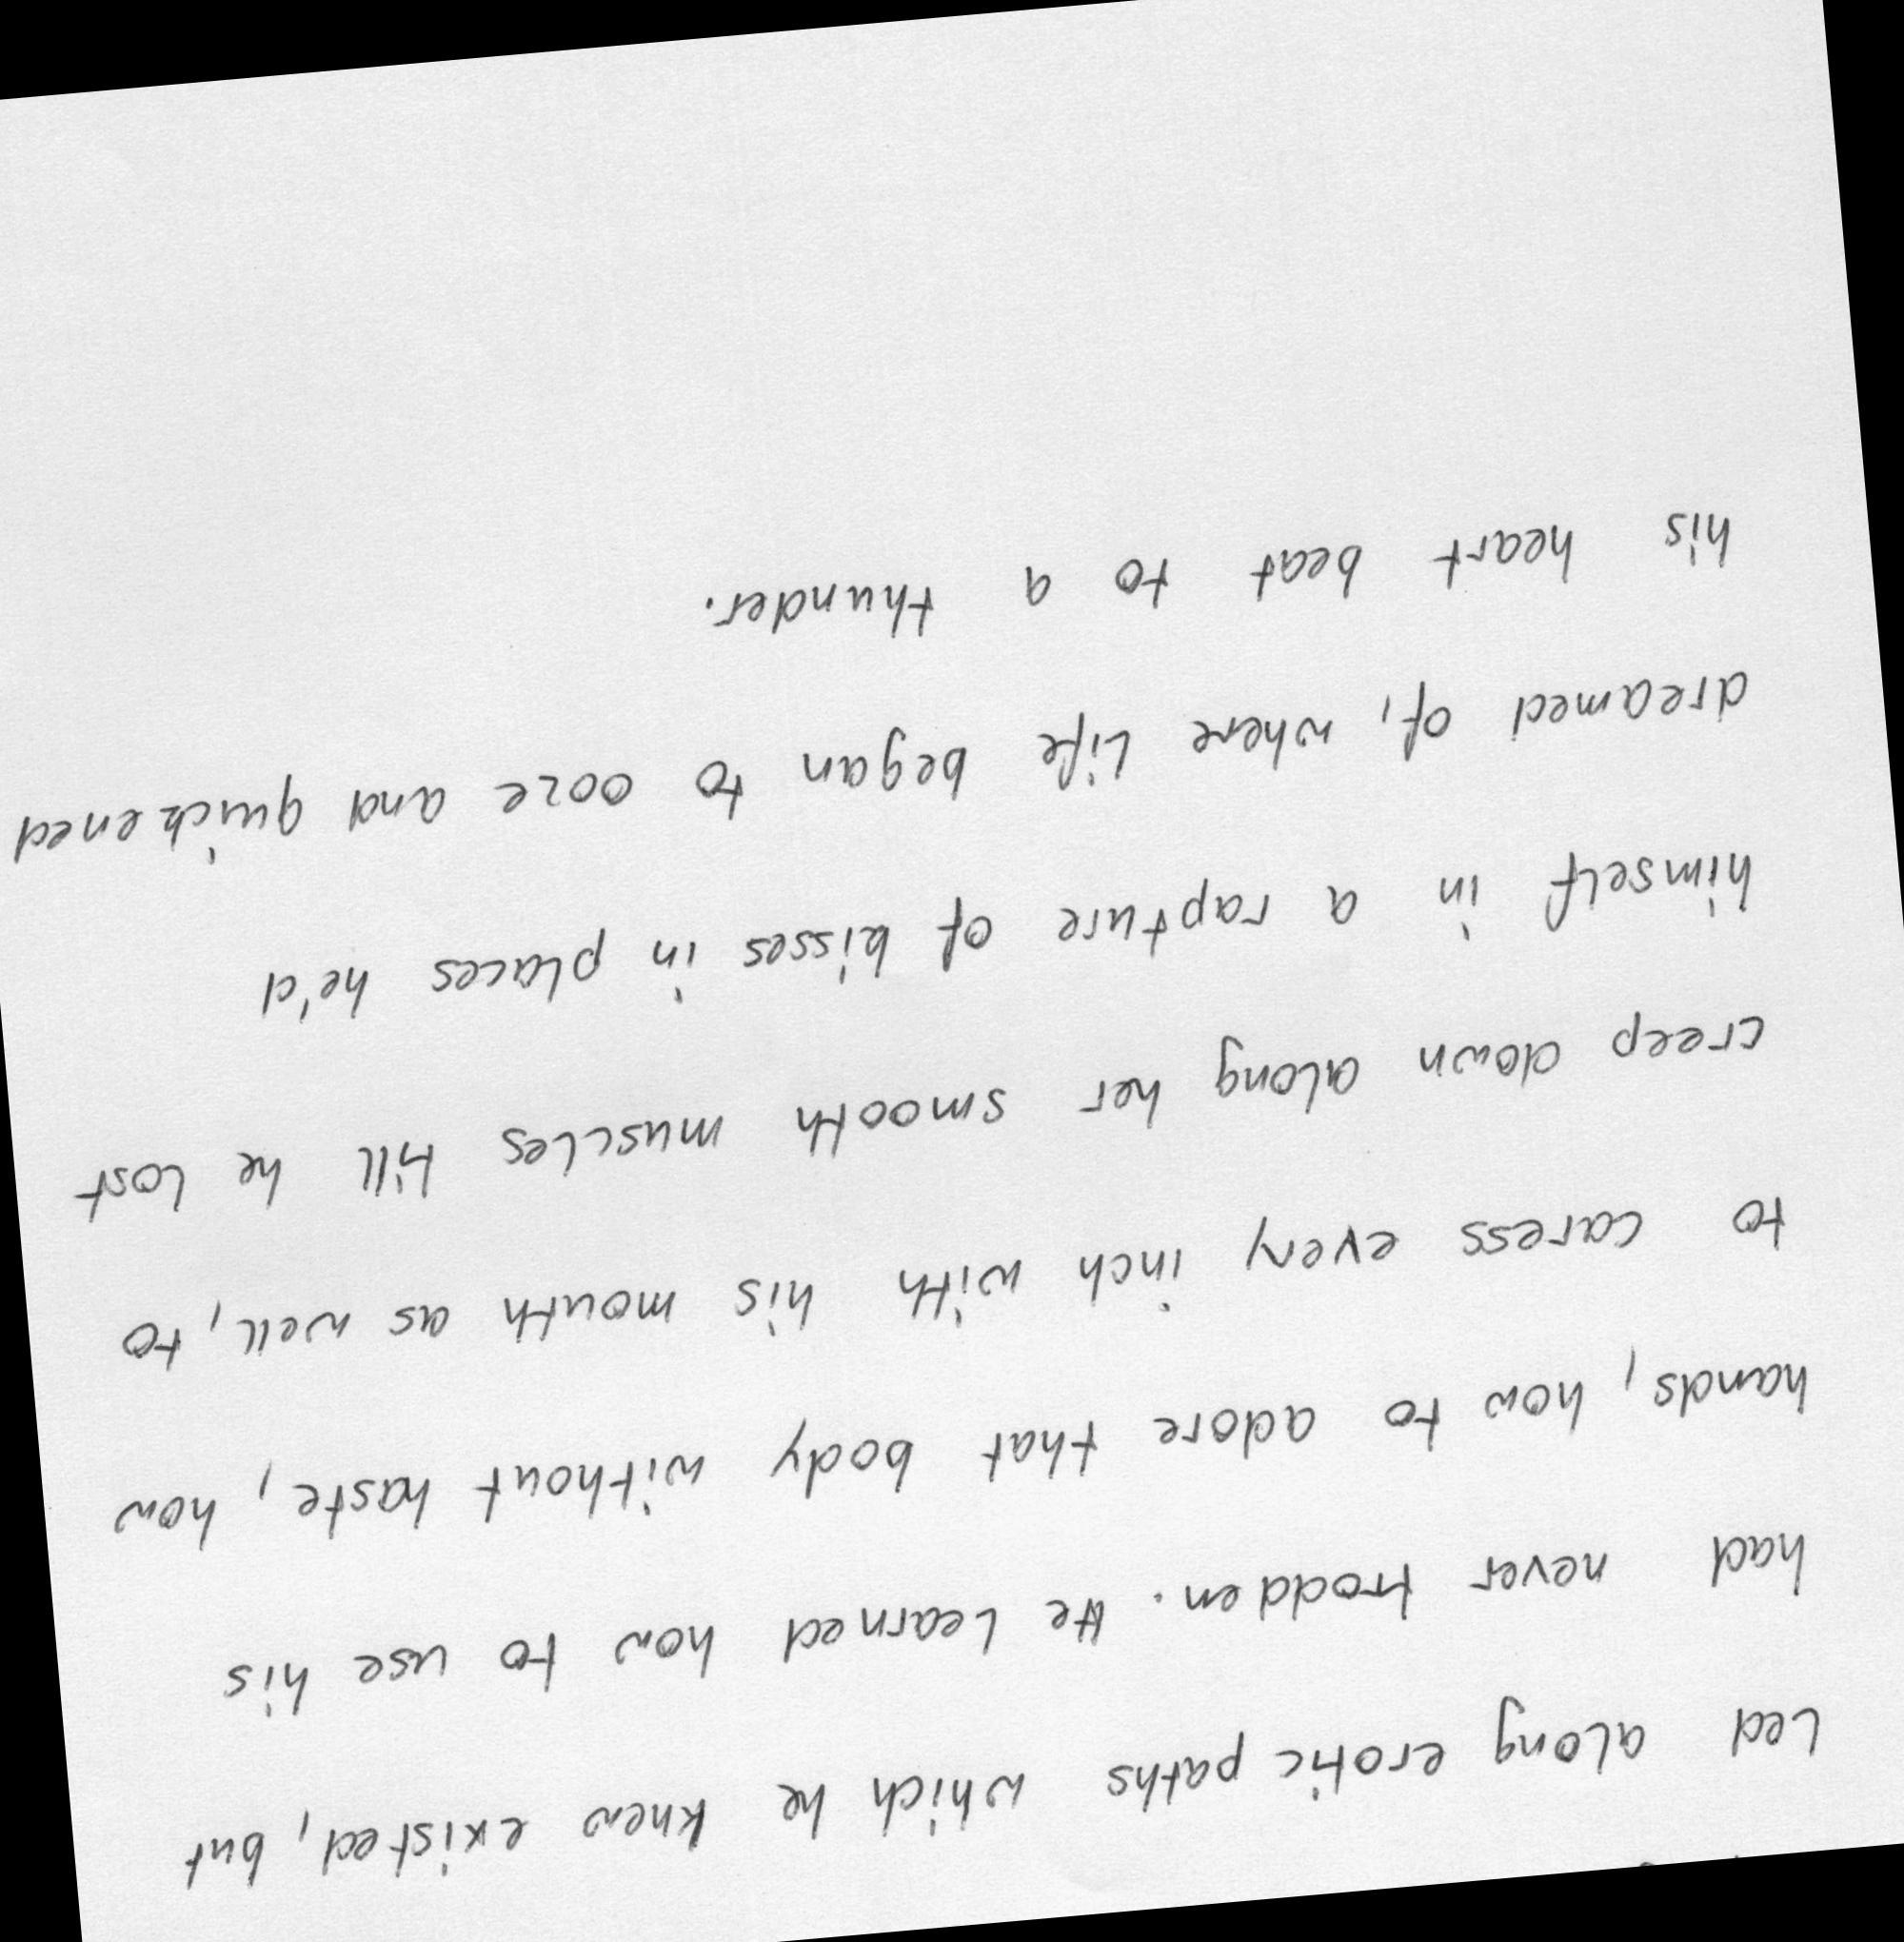 led along erotic paths which he knew existed, but
had never trodden. He learned how to use his
hands, how to adore that body without haste, how
to caress every inch with his mouth as well, to
creep down along her smooth muscles till he lost
himself in a rapture of kisses in places he'd
dreamed of, where life began to ooze and quickened
his heart beat to a thunder.